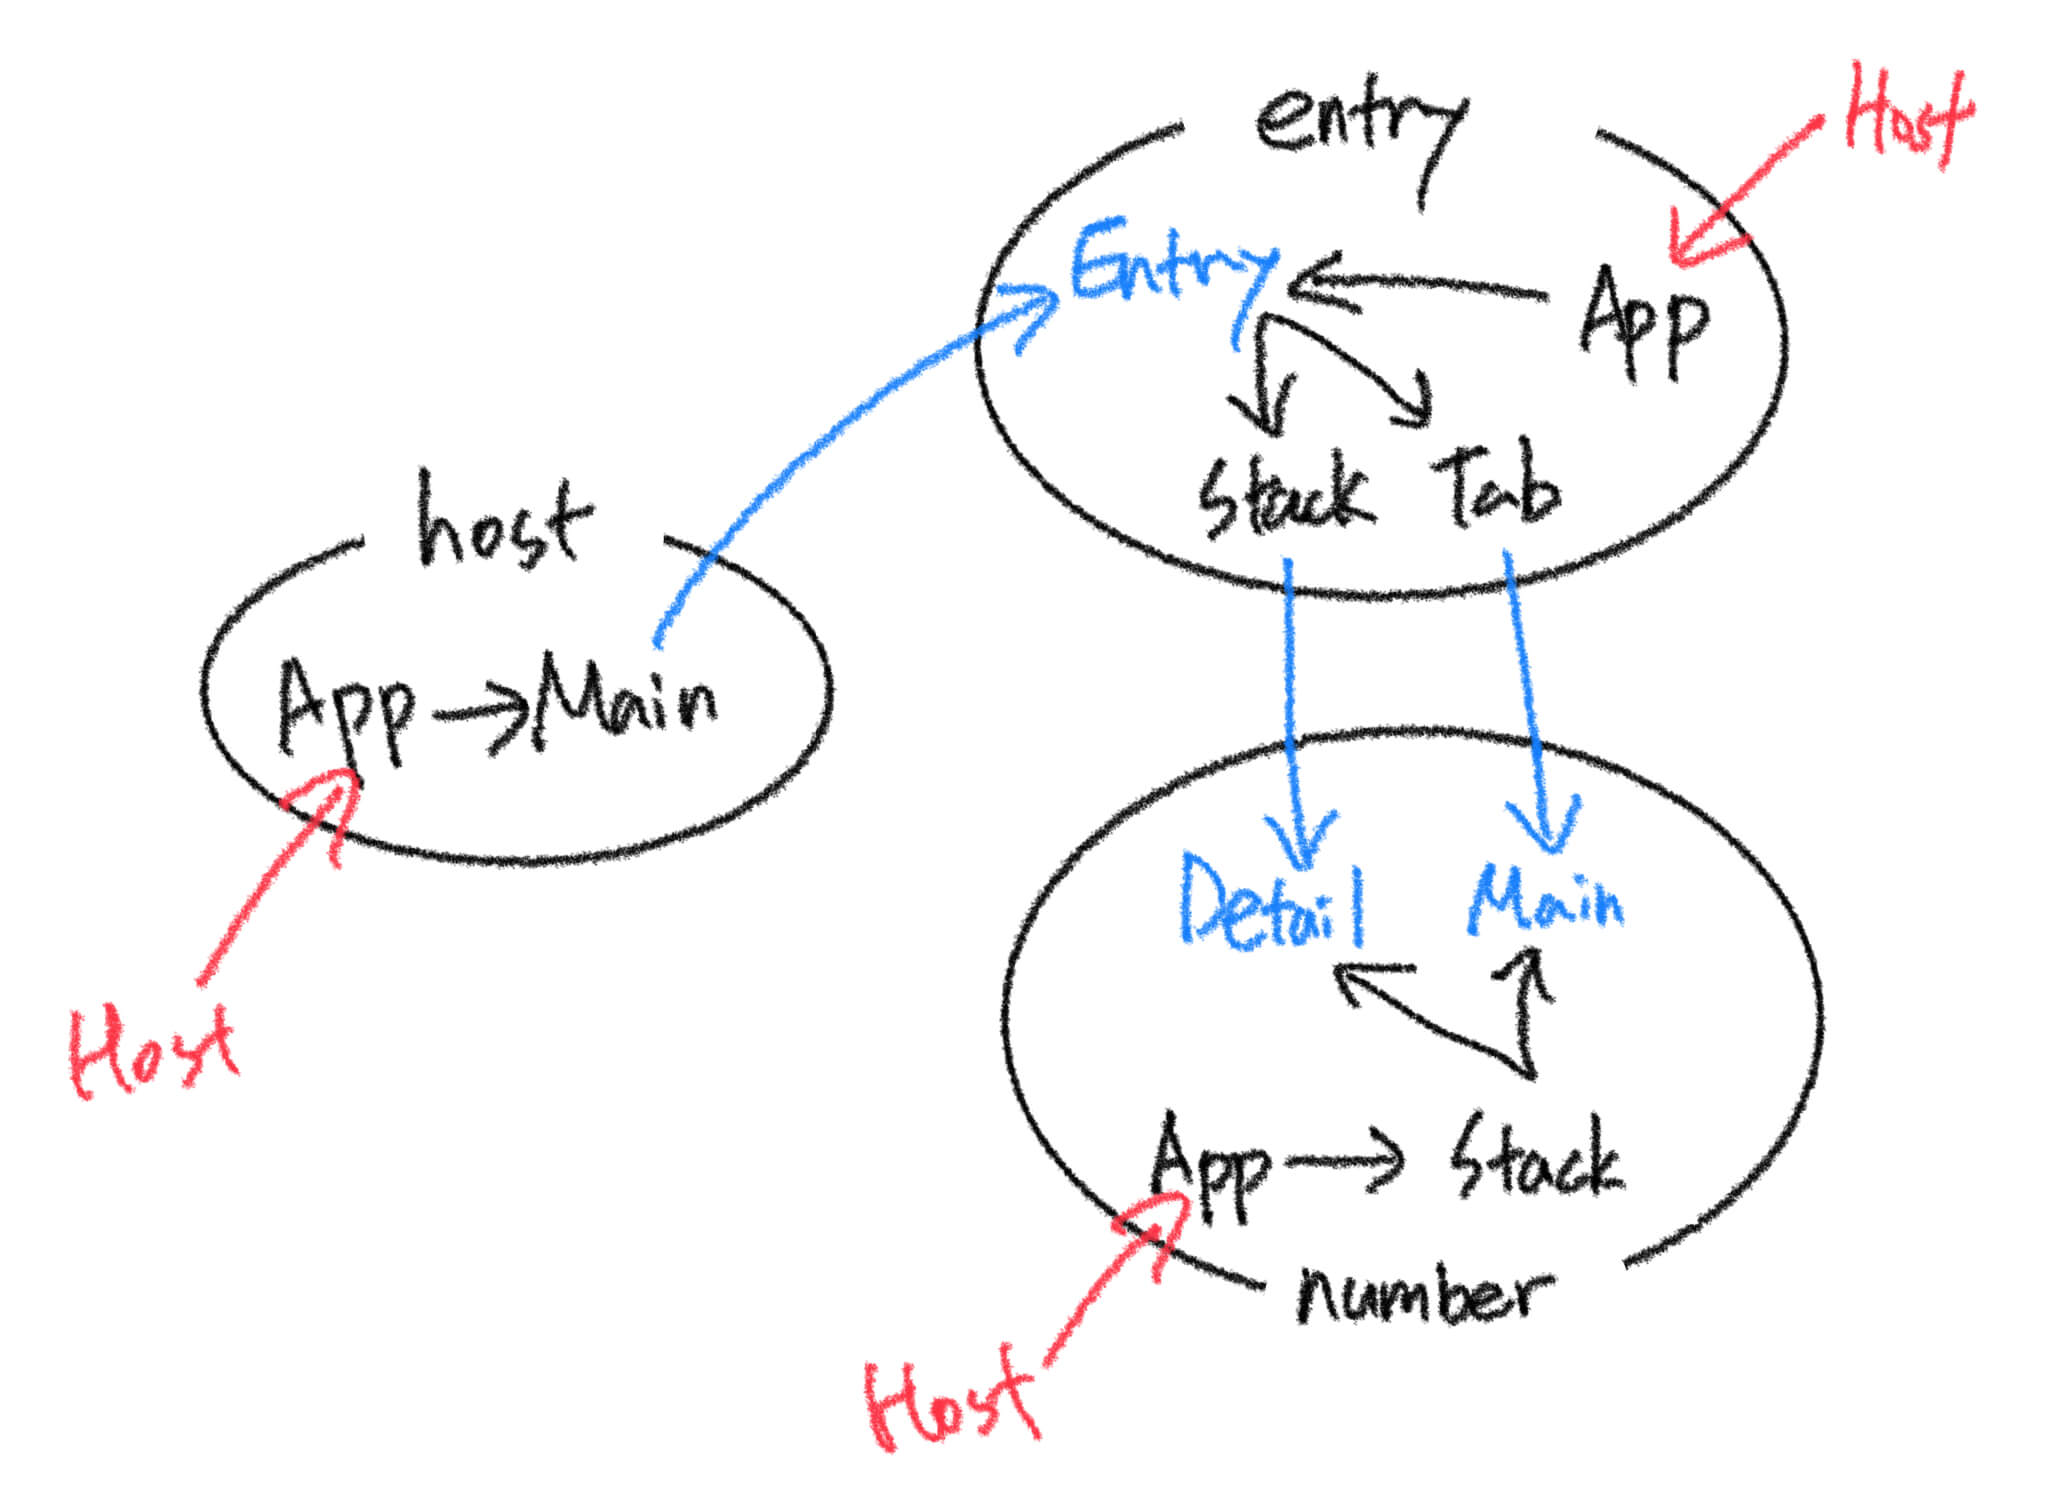 entry
Host
Entry
App
Stack Tab
host
App Main
Detail Main
Host
App Stack
number
Host